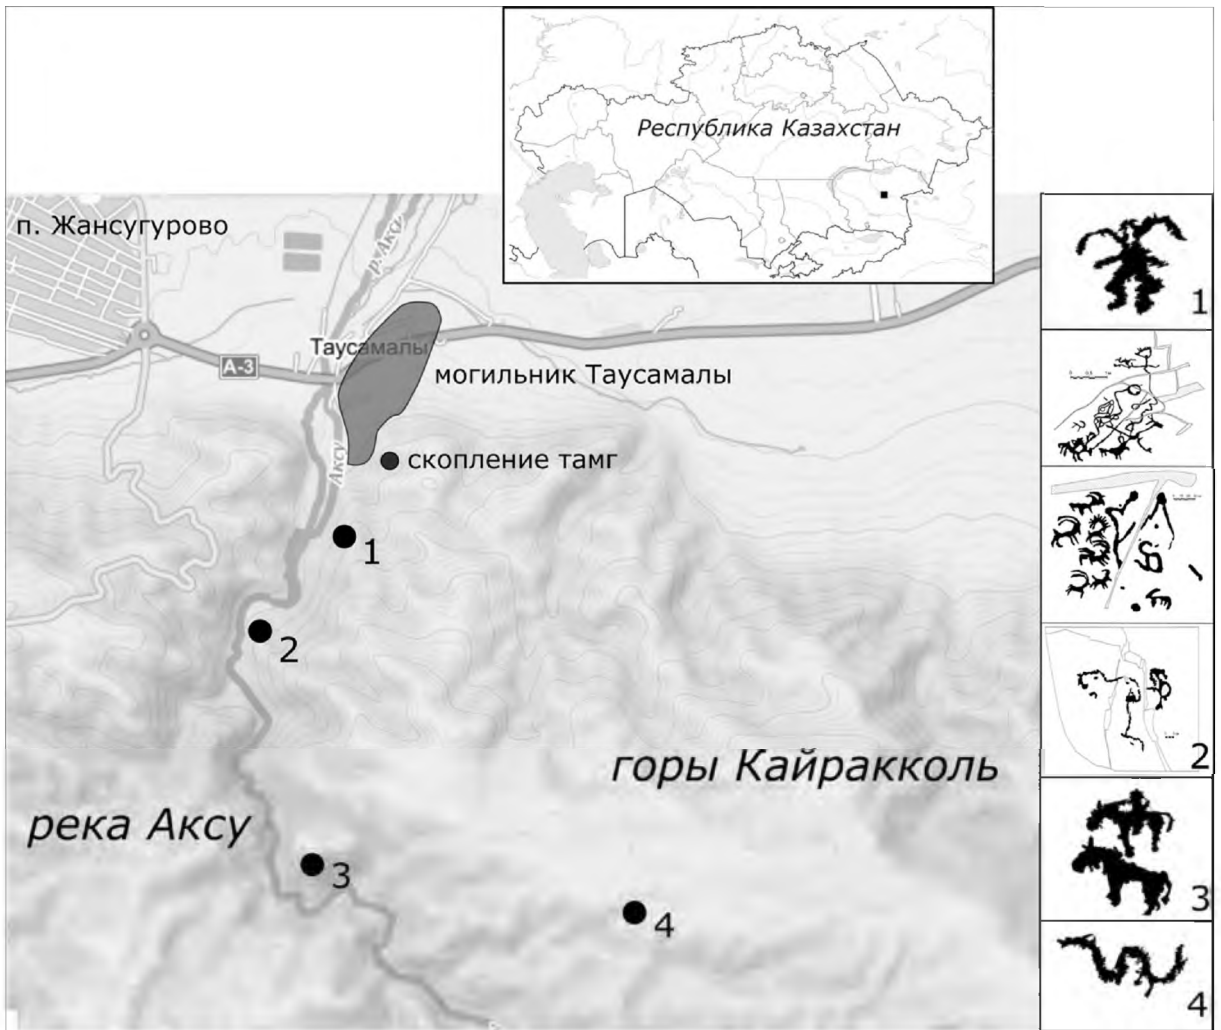 Республика Казахстан
п. Жансугурово
р. Аксу
Таусамалы
А-3
могильник Таусамалы
Аксу
скопление тамг
1
2
горы Кайракколь
река Аксу
3
4
1
2
3
4